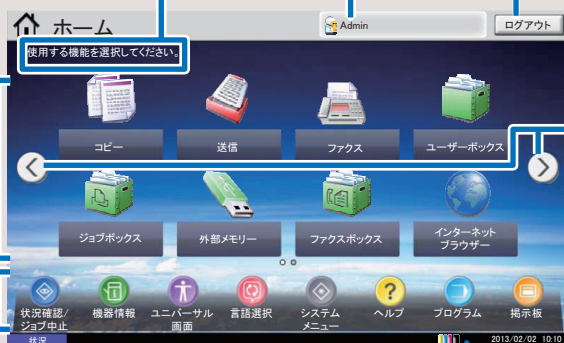 ホーム
Admin
ログアウト
使用する機能を選択してください。
コピー
送信
ファクス
ユーザーボックス
ジョブボックス
外部メモリー
ファクスボックス
インターネット
ブラウザー
状況確認/
ジョブ中止
機器情報
ユニバーサル
画面
言語選択
システム
メニュー
ヘルプ
プログラム
掲示板
状況
2013/02/02 10:10